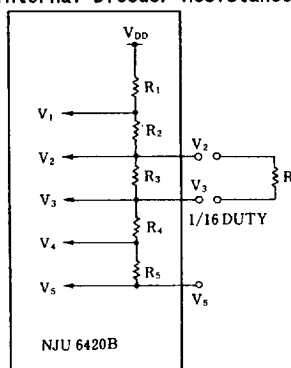 Internal Bleeder Resistance
VDD
R1
V1
R2
V2 V2
R3 R
V3 V3
1/16 DUTY
R4
V4
R5
V5 V5
NJU 6420B